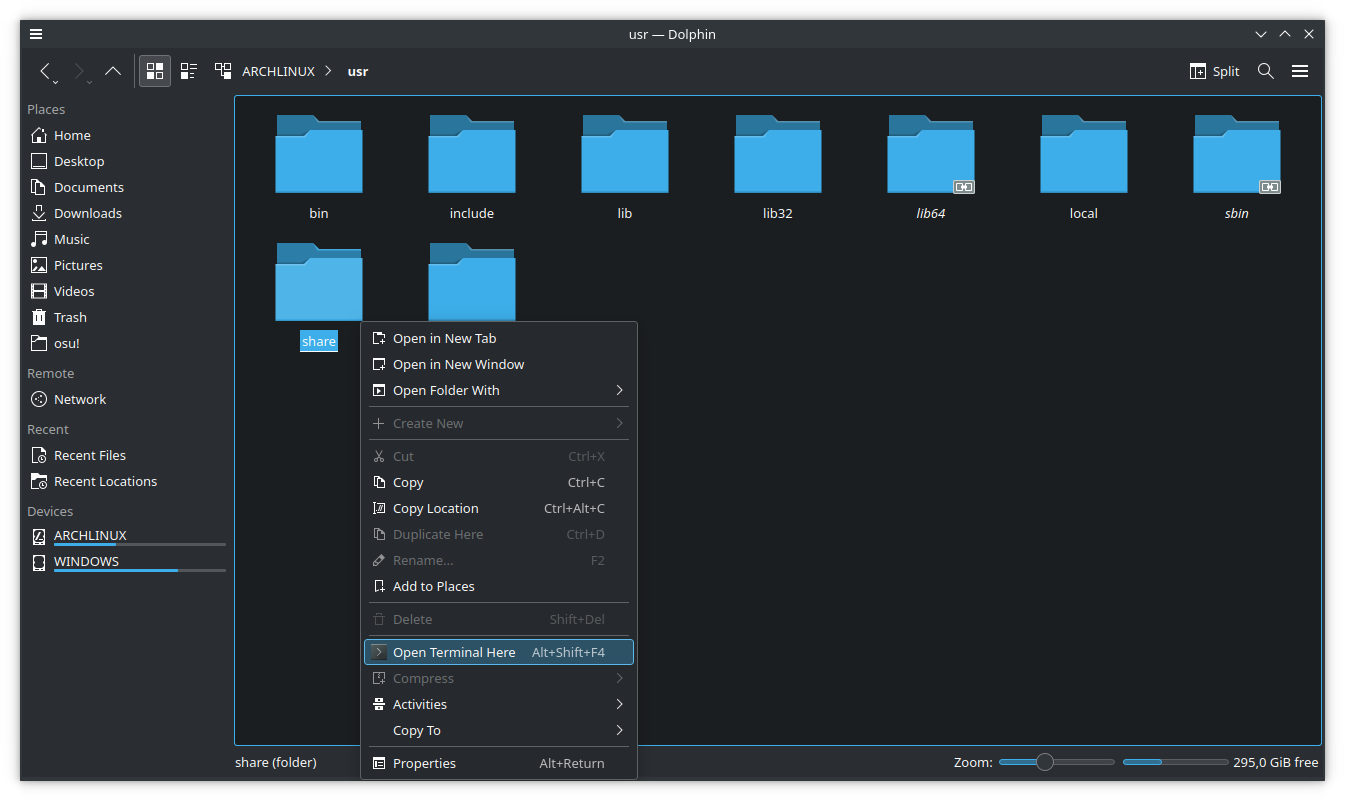 usr — Dolphin
ARCHLINUX
usr
Split
Places
Home
Desktop
Documents
Downloads
Music
Pictures
Videos
Trash
osu!
Remote
Network
Recent
Recent Files
Recent Locations
Devices
ARCHLINUX
WINDOWS
bin include lib lib32 lib64 local sbin
share
Open in New Tab
Open in New Window
Open Folder With
Create New
Cut Ctrl+X
Copy Ctrl+C
Copy Location Ctrl+Alt+C
Duplicate Here Ctrl+D
Rename... F2
Add to Places
Delete Shift+Del
Open Terminal Here Alt+Shift+F4
Compress
Activities
Copy To
Properties Alt+Return
share (folder)
Zoom:
295,0 GiB free